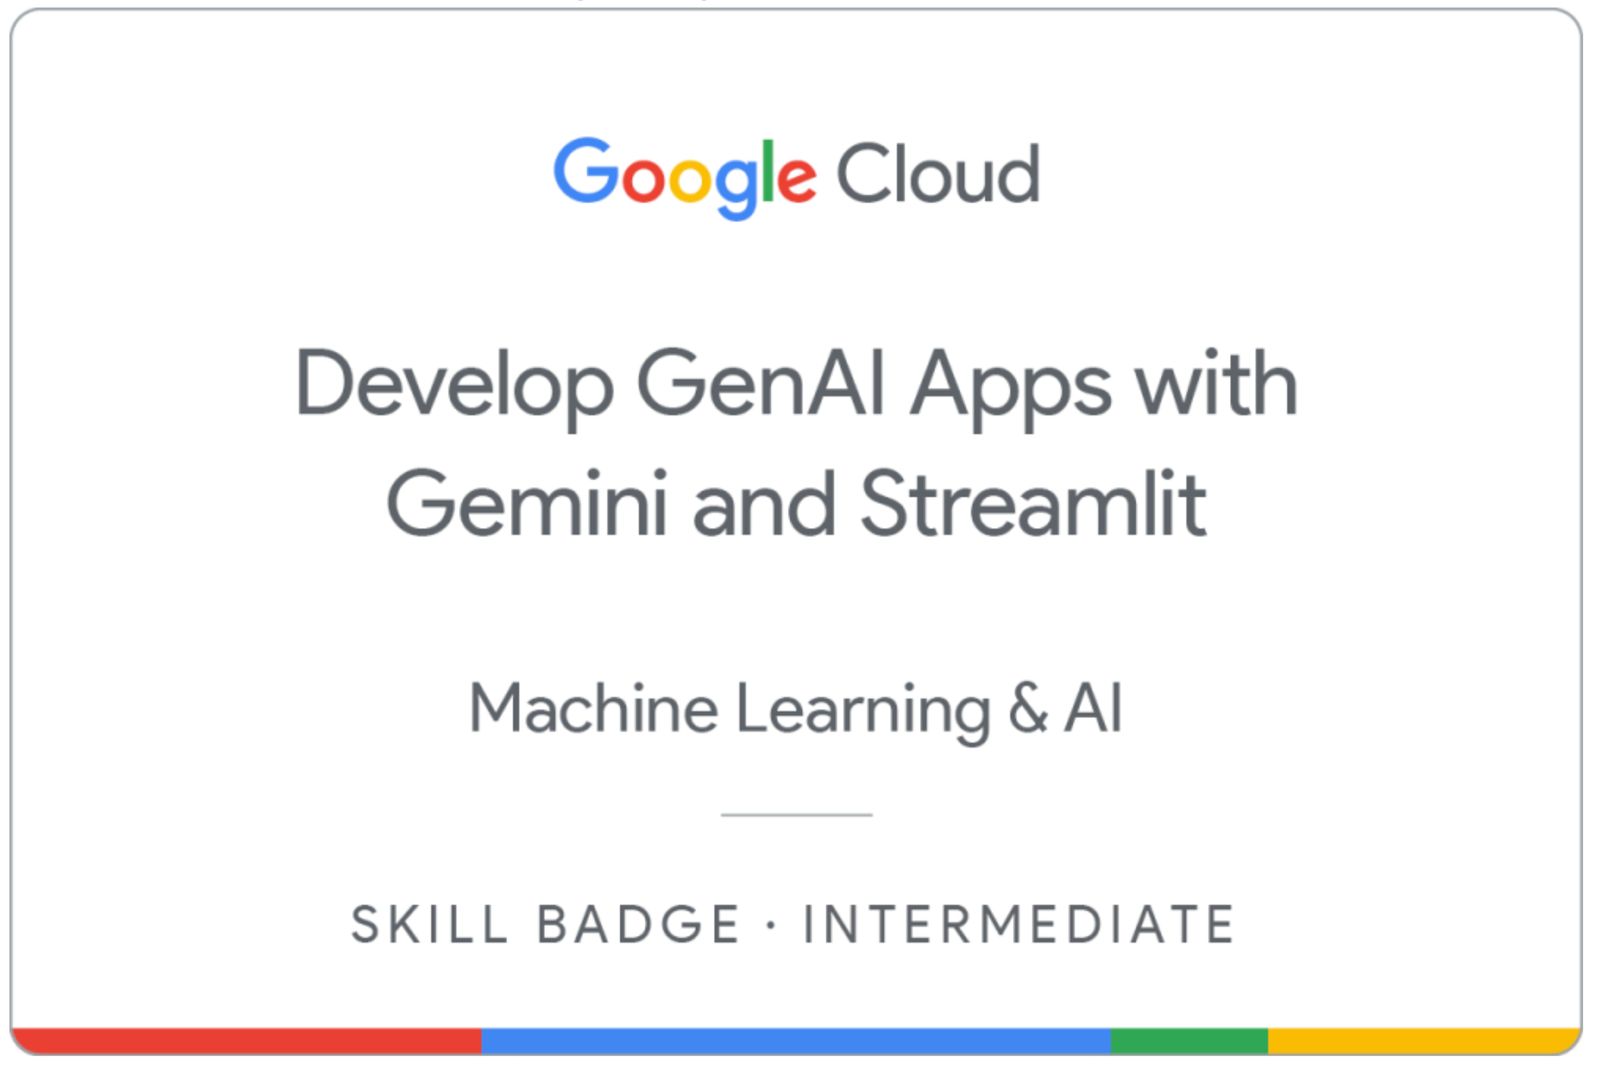 Google Cloud
Develop GenAI Apps with
Gemini and Streamlit
Machine Learning & AI
SKILL BADGE · INTERMEDIATE